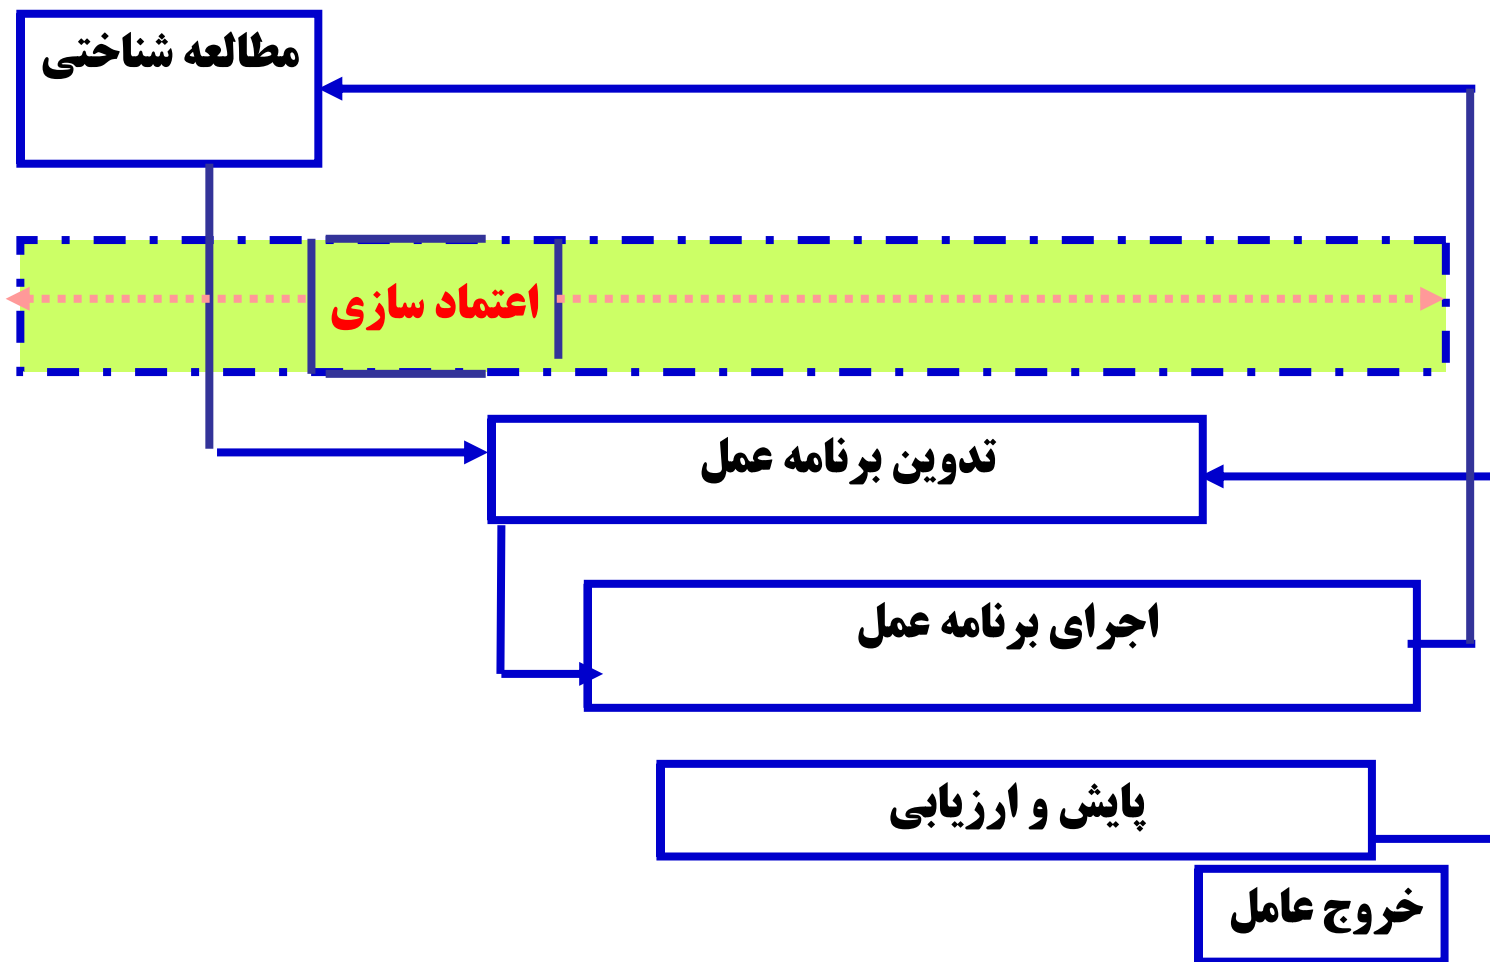 مطالعه شناختی
اعتماد سازی
تدوین برنامه عمل
اجرای برنامه عمل
پایش و ارزیابی
خروج عامل